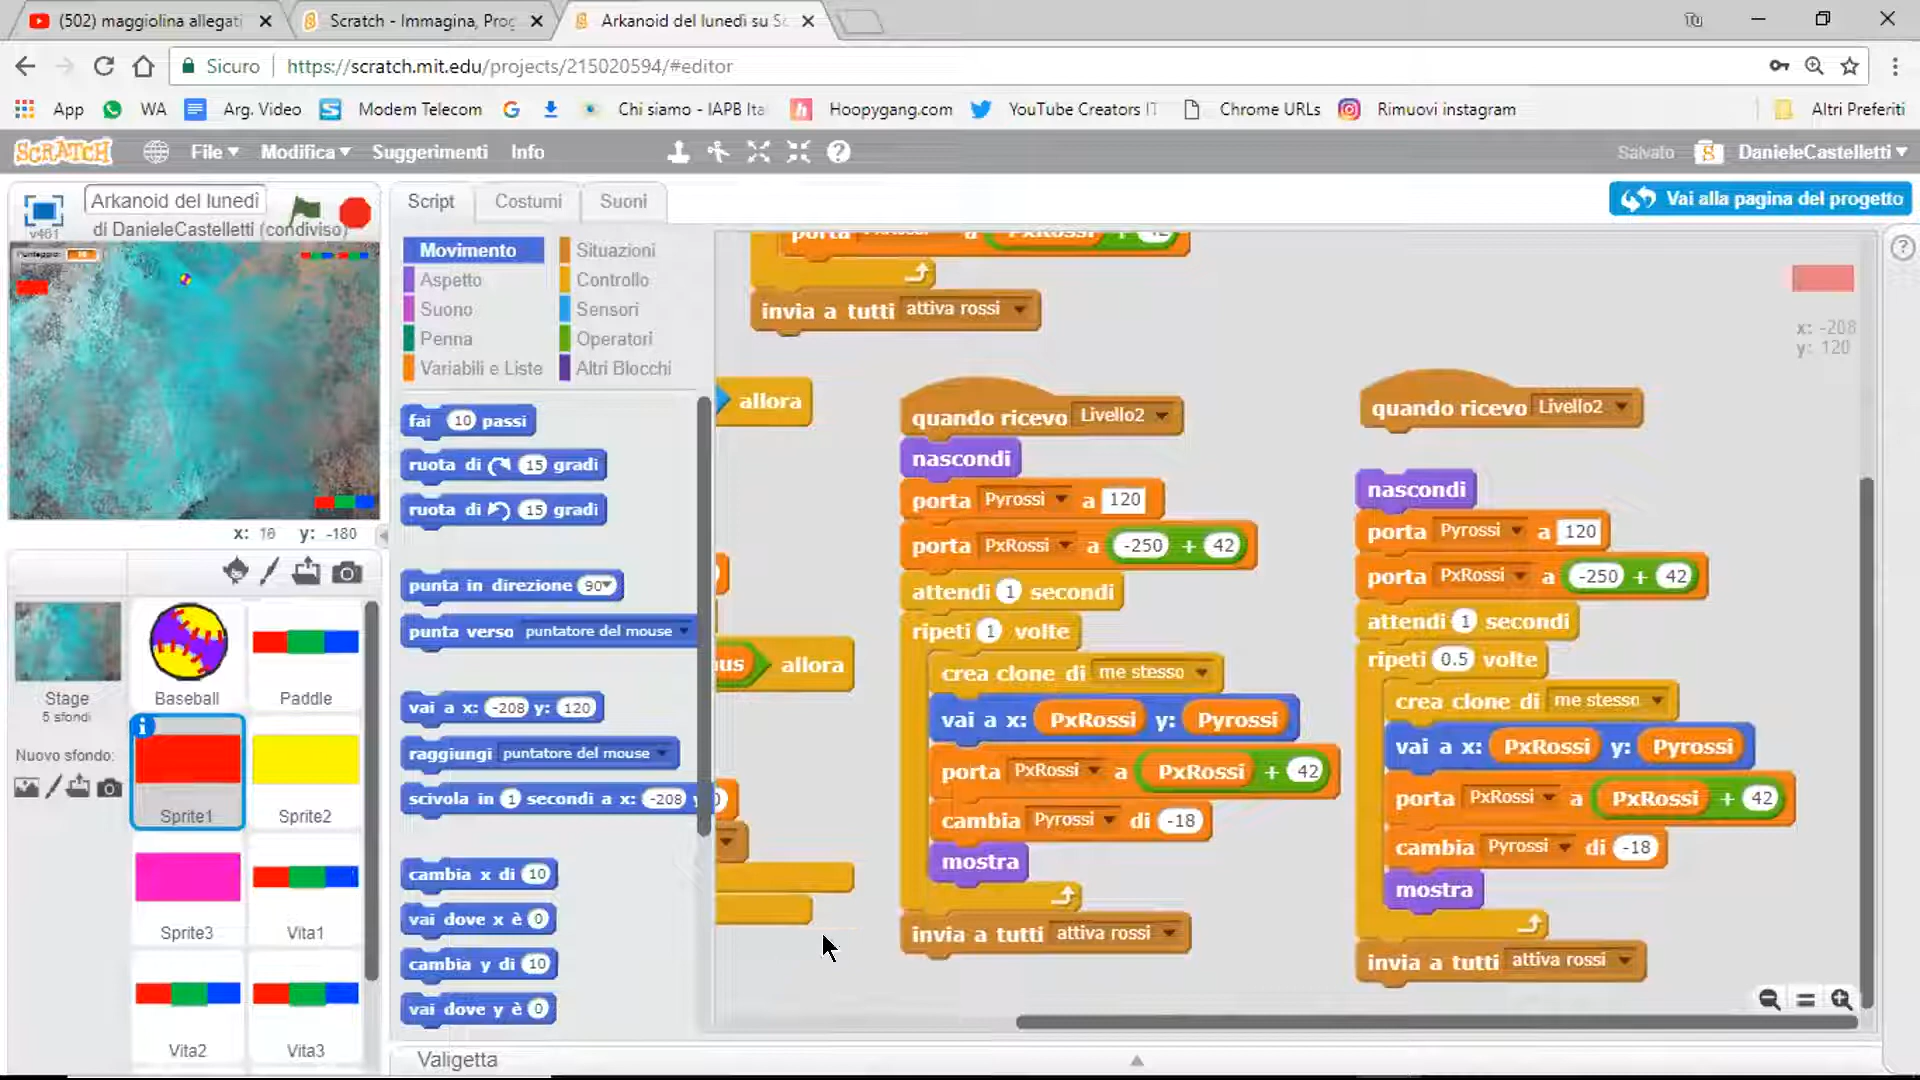 (502) maggiolina allegati
Scratch - Immagina, Prog
Arkanoid del lunedì su Sc
Tu
Sicuro
https://scratch.mit.edu/projects/215020594/#editor
App
WA
Arg. Video
Modem Telecom
Chi siamo - IAPB Ita
Hoopygang.com
YouTube Creators IT
Chrome URLs
Rimuovi instagram
Altri Preferiti
SCRATCH
File
Modifica
Suggerimenti
Info
Salvato
DanieleCastelletti
Arkanoid del lunedì
di DanieleCastelletti (condiviso)
v461
Script
Costumi
Suoni
Vai alla pagina del progetto
Movimento
Situazioni
Aspetto
Controllo
Suono
Sensori
Penna
Operatori
Variabili e Liste
Altri Blocchi
x: 10 y: -180
Stage
5 sfondi
Nuovo sfondo:
Baseball
Paddle
Sprite1
Sprite2
Sprite3
Vita1
Vita2
Vita3
fai 10 passi
ruota di 15 gradi
ruota di 15 gradi
punta in direzione 90
punta verso puntatore del mouse
vai a x: -208 y: 120
raggiungi puntatore del mouse
scivola in 1 secondi a x: -208 y
cambia x di 10
vai dove x è 0
cambia y di 10
vai dove y è 0
porta PxRossi a PxRossi + 42
invia a tutti attiva rossi
allora
allora
quando ricevo Livello2
nascondi
porta Pyrossi a 120
porta PxRossi a -250 + 42
attendi 1 secondi
ripeti 1 volte
crea clone di me stesso
vai a x: PxRossi y: Pyrossi
porta PxRossi a PxRossi + 42
cambia Pyrossi di -18
mostra
invia a tutti attiva rossi
quando ricevo Livello2
nascondi
porta Pyrossi a 120
porta PxRossi a -250 + 42
attendi 1 secondi
ripeti 0.5 volte
crea clone di me stesso
vai a x: PxRossi y: Pyrossi
porta PxRossi a PxRossi + 42
cambia Pyrossi di -18
mostra
invia a tutti attiva rossi
x: -208
y: 120
Valigetta